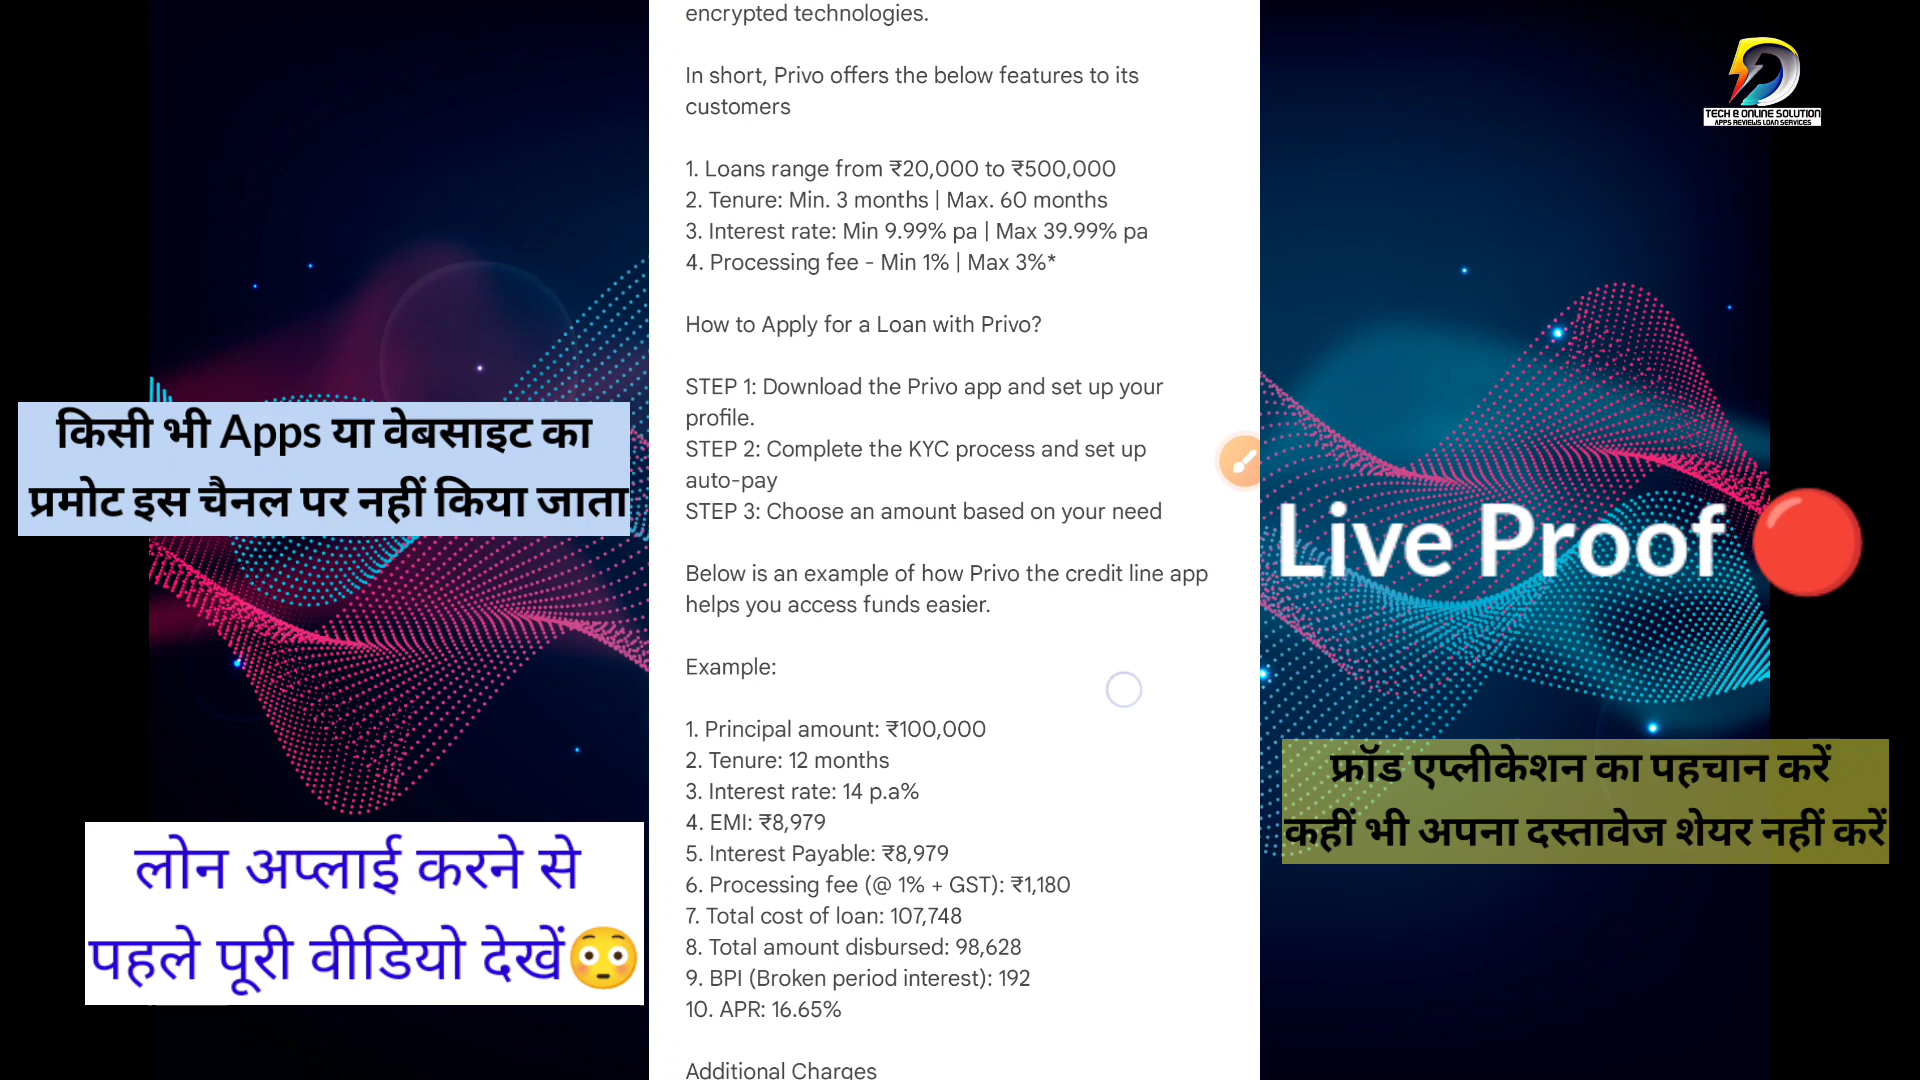 encrypted technologies.
In short, Privo offers the below features to its
customers
1. Loans range from ₹20,000 to ₹500,000
2. Tenure: Min. 3 months | Max. 60 months
3. Interest rate: Min 9.99% pa | Max 39.99% pa
4. Processing fee - Min 1% | Max 3%*
How to Apply for a Loan with Privo?
STEP 1: Download the Privo app and set up your
profile.
STEP 2: Complete the KYC process and set up
auto-pay
STEP 3: Choose an amount based on your need
Below is an example of how Privo the credit line app
helps you access funds easier.
Example:
1. Principal amount: ₹100,000
2. Tenure: 12 months
3. Interest rate: 14 p.a%
4. EMI: ₹8,979
5. Interest Payable: ₹8,979
6. Processing fee (@ 1% + GST): ₹1,180
7. Total cost of loan: 107,748
8. Total amount disbursed: 98,628
9. BPI (Broken period interest): 192
10. APR: 16.65%
Additional Charges
किसी भी Apps या वेबसाइट का
प्रमोट इस चैनल पर नहीं किया जाता
लोन अप्लाई करने से
पहले पूरी वीडियो देखें
TECH & ONLINE SOLUTION
APPS REVIEWS LOAN SERVICES
Live Proof
फ्रॉड एप्लीकेशन का पहचान करें
कहीं भी अपना दस्तावेज शेयर नहीं करें